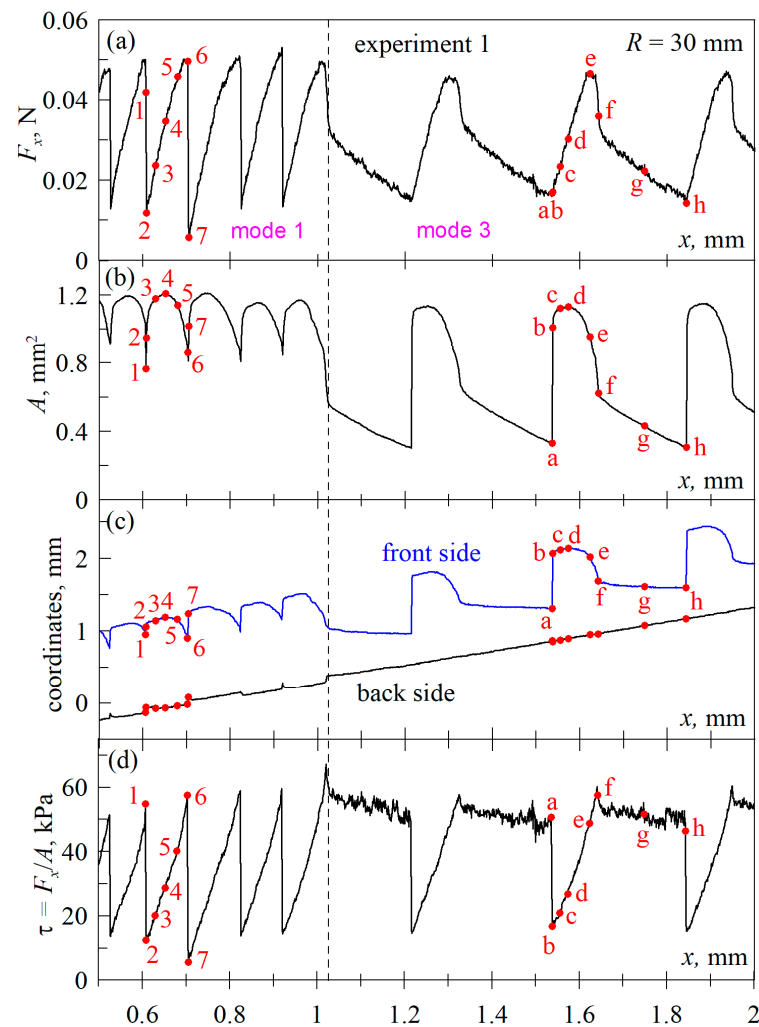 (a) experiment 1 R = 30 mm
0.06
0.04
0.02
0
Fx, N
1 2 3 4 5 6 7
a b c d e f g h
mode 1 mode 3
x, mm
(b)
1.2
0.8
0.4
0
A, mm²
1 2 3 4 5 6 7
a b c d e f g h
x, mm
(c)
2
1
0
coordinates, mm
front side
back side
1 2 3 4 5 6 7
a b c d e f g h
x, mm
(d)
60
40
20
0
τ = Fx/A, kPa
1 2 3 4 5 6 7
a b c d e f g h
x, mm
0.6 0.8 1 1.2 1.4 1.6 1.8 2